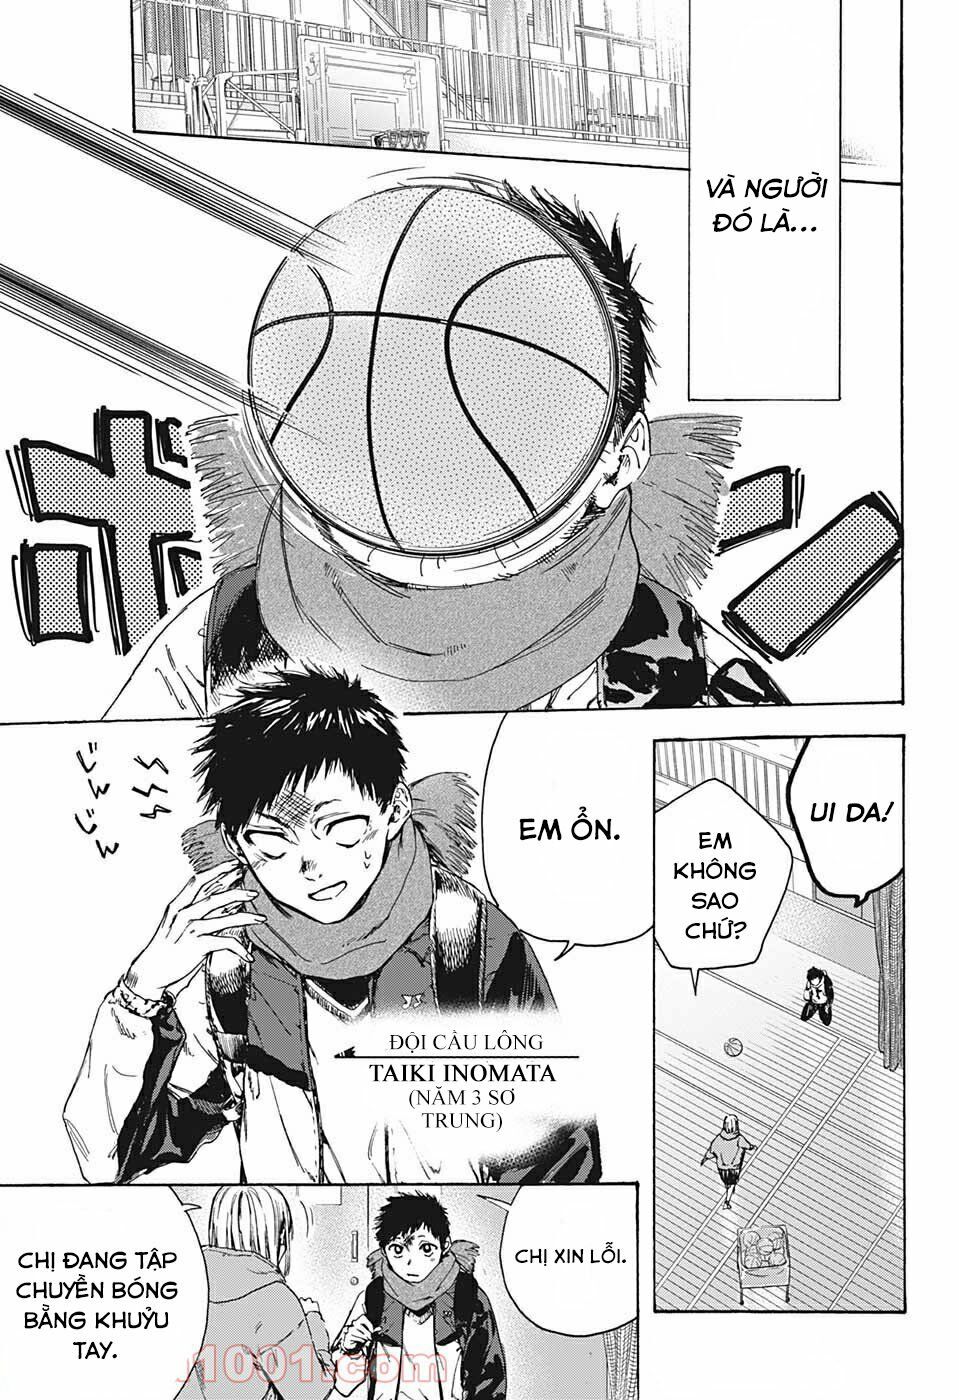 VÀ NGƯỜI
ĐÓ LÀ...
ボーン
UI DA!
EM
KHÔNG
SAO
CHỨ?
EM ỔN.
じん
じん
ĐỘI CẦU LÔNG
TAIKI INOMATA
(NĂM 3 SƠ
TRUNG)
CHỊ XIN LỖI.
CHỊ ĐANG TẬP
CHUYỀN BÓNG
BẰNG KHUỶU
TAY.
1001.com